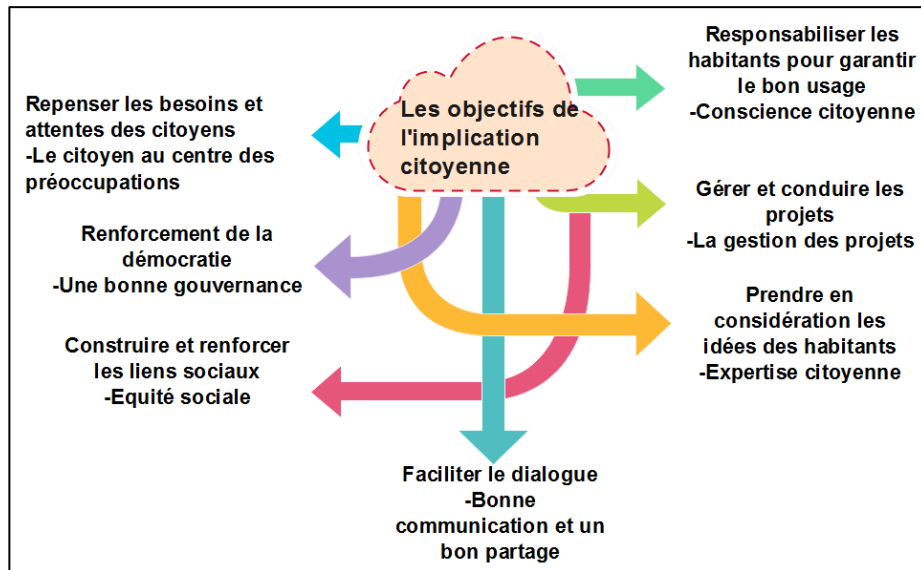 Les objectifs de
l'implication
citoyenne
Repenser les besoins et
attentes des citoyens
-Le citoyen au centre des
préoccupations
Renforcement de la
démocratie
-Une bonne gouvernance
Construire et renforcer
les liens sociaux
-Equité sociale
Faciliter le dialogue
-Bonne
communication et un
bon partage
Responsabiliser les
habitants pour garantir
le bon usage
-Conscience citoyenne
Gérer et conduire les
projets
-La gestion des projets
Prendre en
considération les
idées des habitants
-Expertise citoyenne